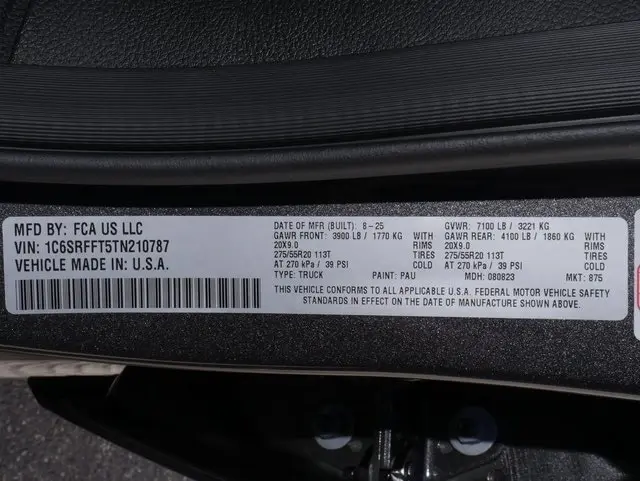 MFD BY: FCA US LLC
VIN: 1C6SRFFT5TN210787
VEHICLE MADE IN: U.S.A.
DATE OF MFR (BUILT): 8-25 GVWR: 7100 LB / 3221 KG
GAWR FRONT: 3900 LB / 1770 KG WITH GAWR REAR: 4100 LB / 1860 KG WITH
20X9.0 RIMS 20X9.0 RIMS
275/55R20 113T TIRES 275/55R20 113T TIRES
AT 270 kPa / 39 PSI COLD AT 270 kPa / 39 PSI COLD
TYPE: TRUCK PAINT: PAU MDH: 080823 MKT: 875
THIS VEHICLE CONFORMS TO ALL APPLICABLE U.S.A. FEDERAL MOTOR VEHICLE SAFETY
STANDARDS IN EFFECT ON THE DATE OF MANUFACTURE SHOWN ABOVE.